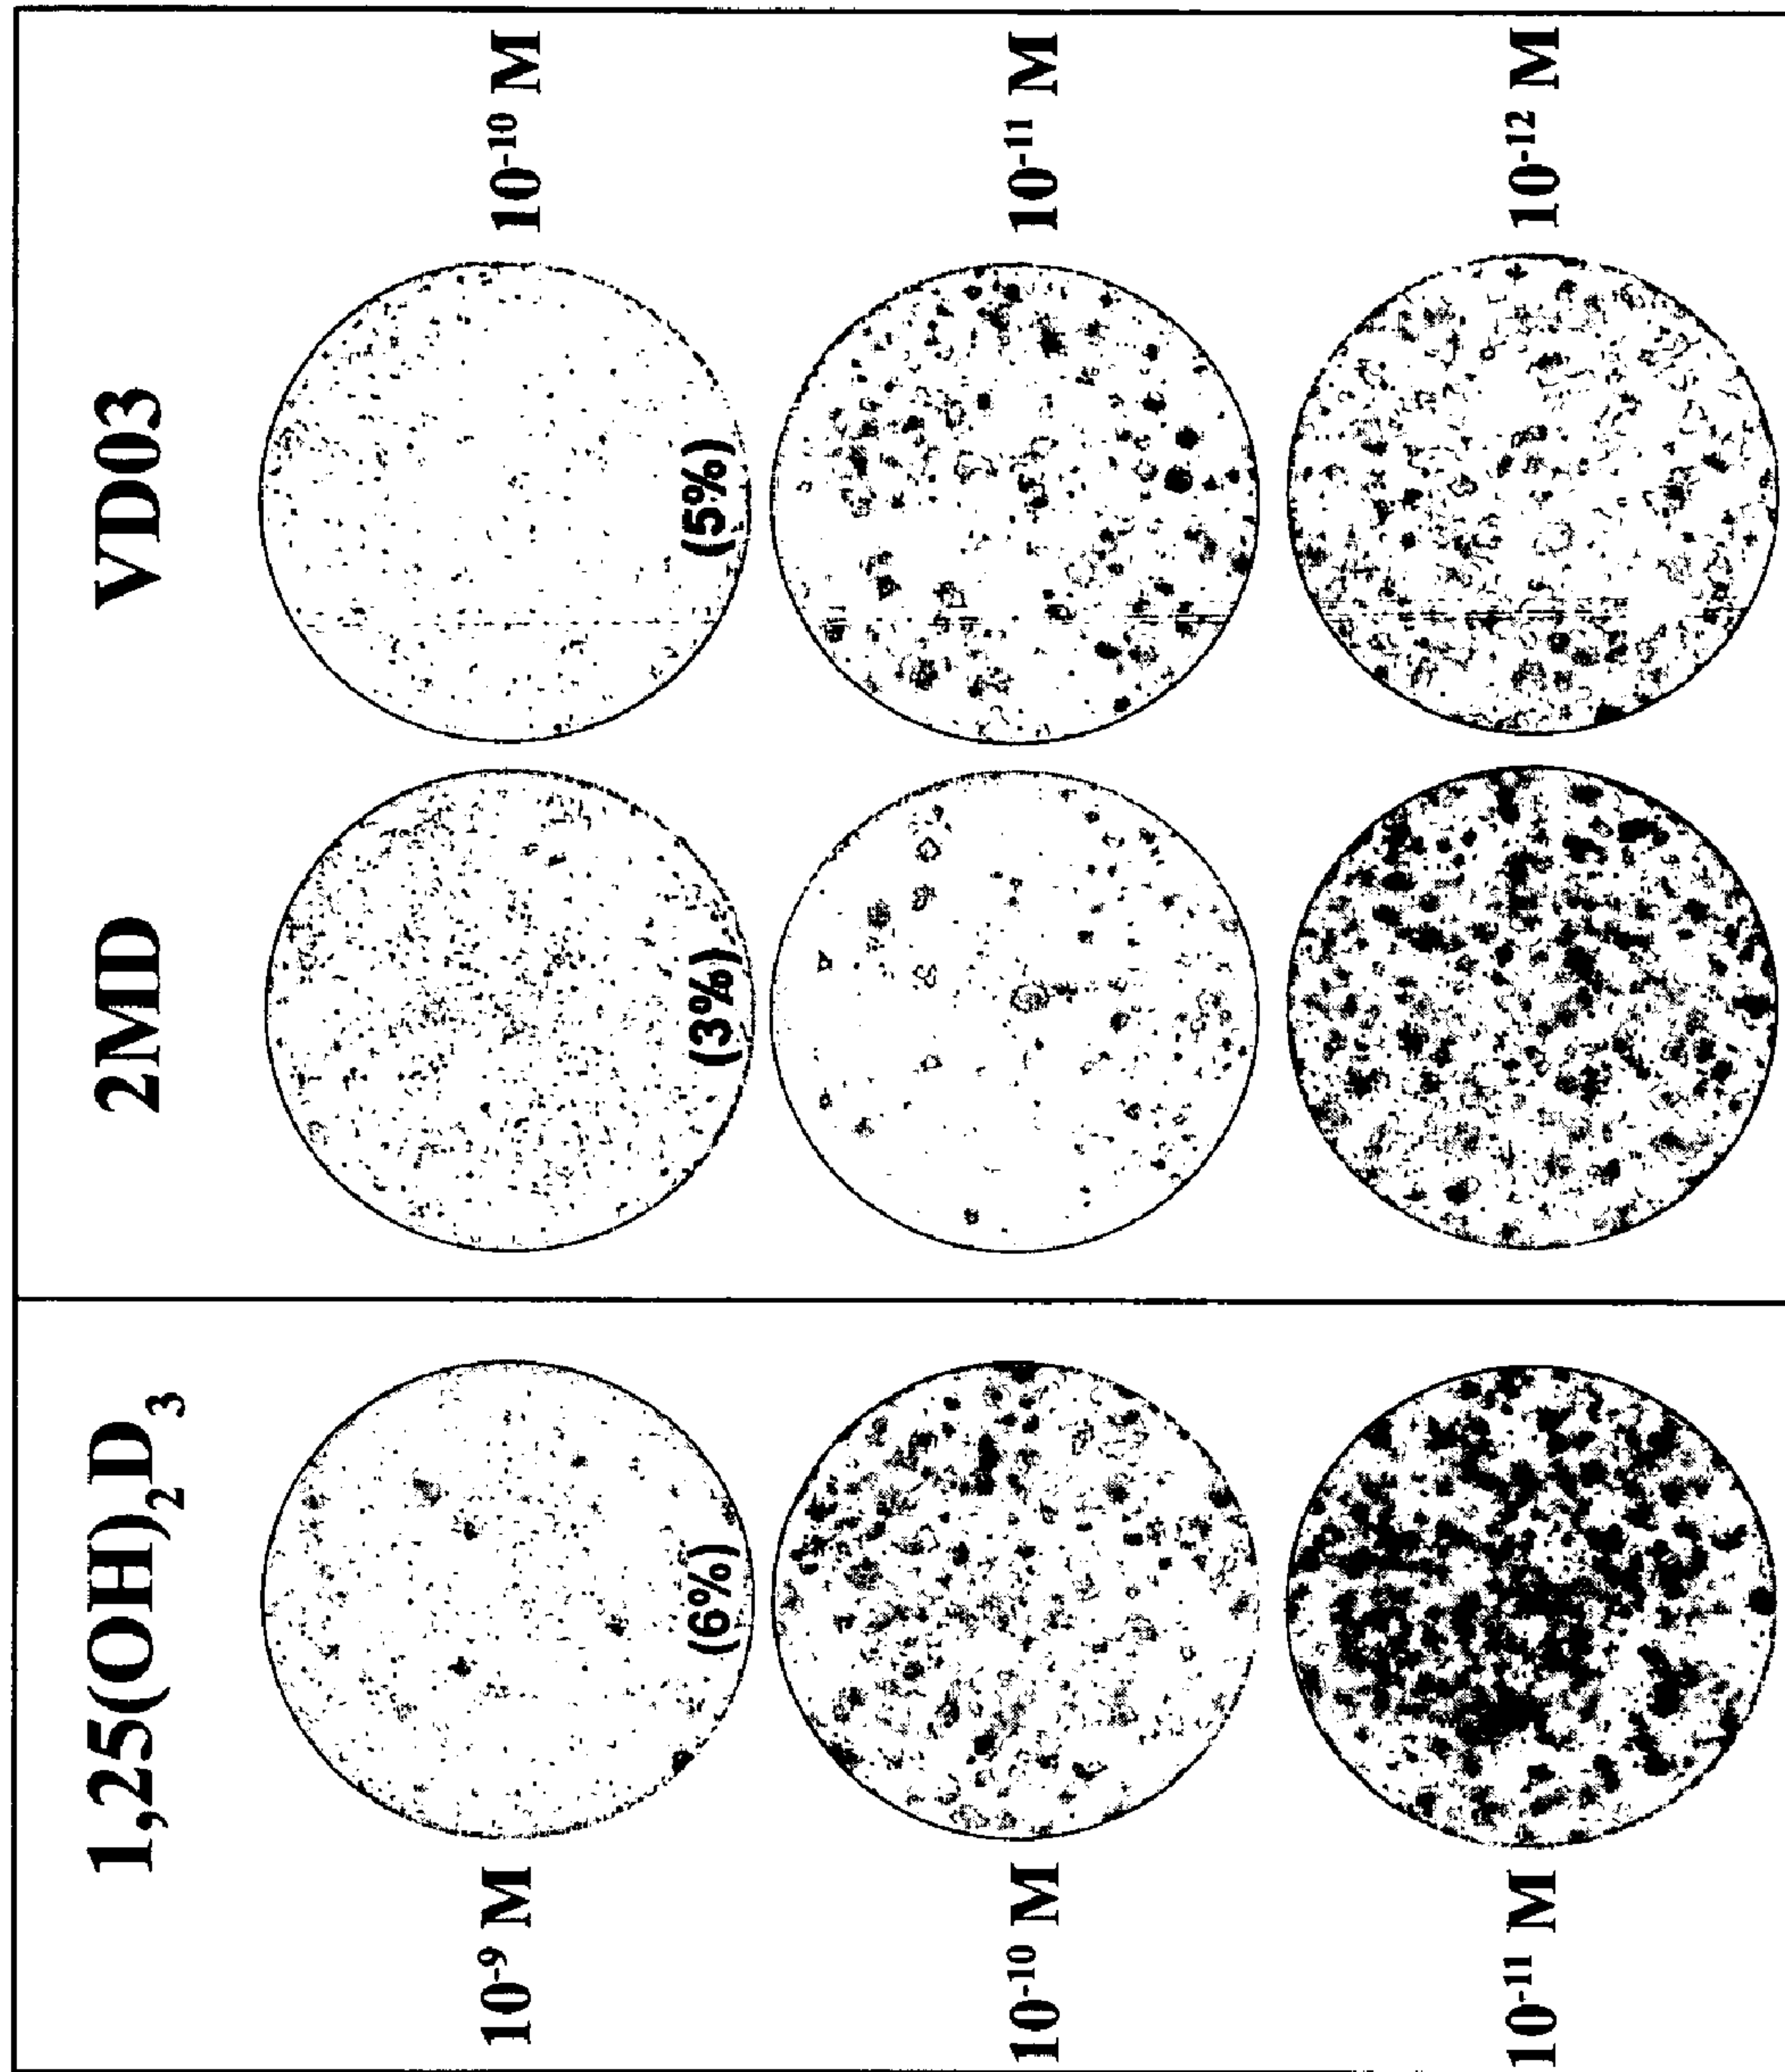 1,25(OH)₂D₃
2MD
VD03
10⁻⁹ M
(6%)
(3%)
(5%)
10⁻¹⁰ M
10⁻¹⁰ M
10⁻¹¹ M
10⁻¹¹ M
10⁻¹² M